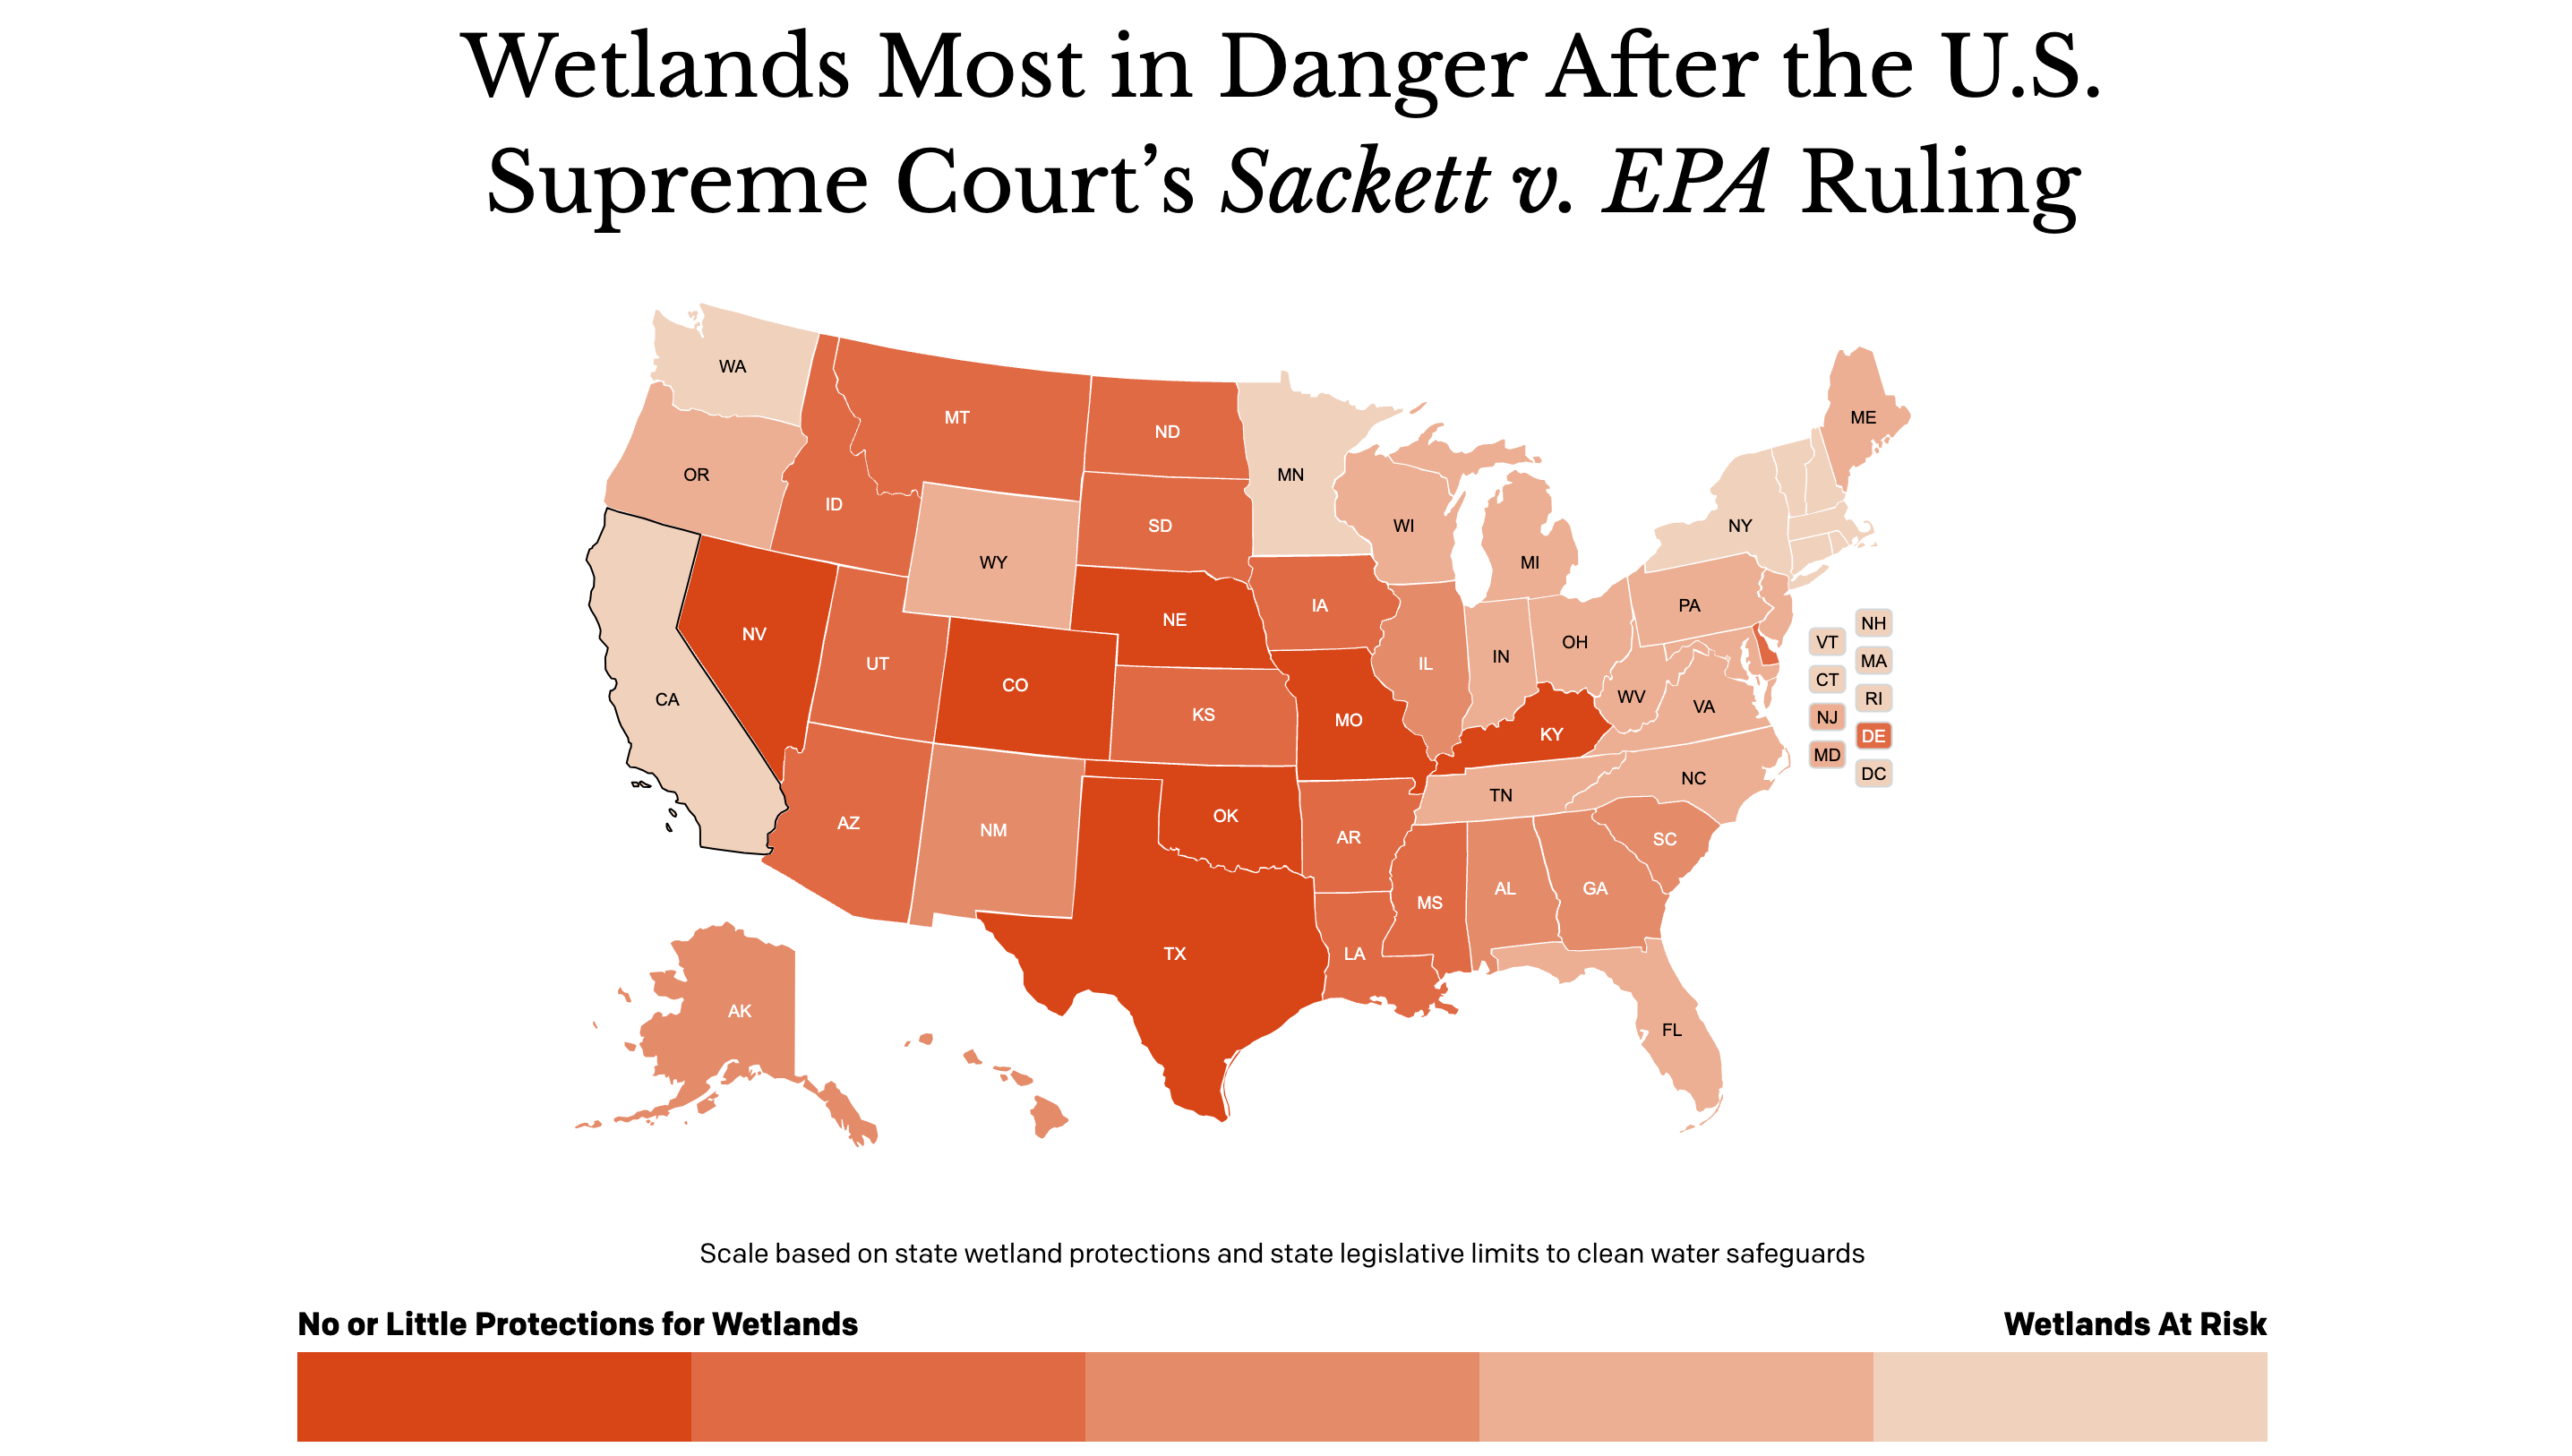 Wetlands Most in Danger After the U.S.
Supreme Court’s Sackett v. EPA Ruling
WA
MT
ME
ND
OR
MN
ID
SD
WI
NY
WY
MI
IA
PA
NE
NH
NV
VT
OH
IN
MA
UT
IL
CT
CO
WV
RI
CA
VA
KS
NJ
MO
KY
DE
MD
DC
NC
TN
OK
AZ
NM
AR
SC
AL
GA
MS
TX
LA
AK
FL
Scale based on state wetland protections and state legislative limits to clean water safeguards
No or Little Protections for Wetlands
Wetlands At Risk